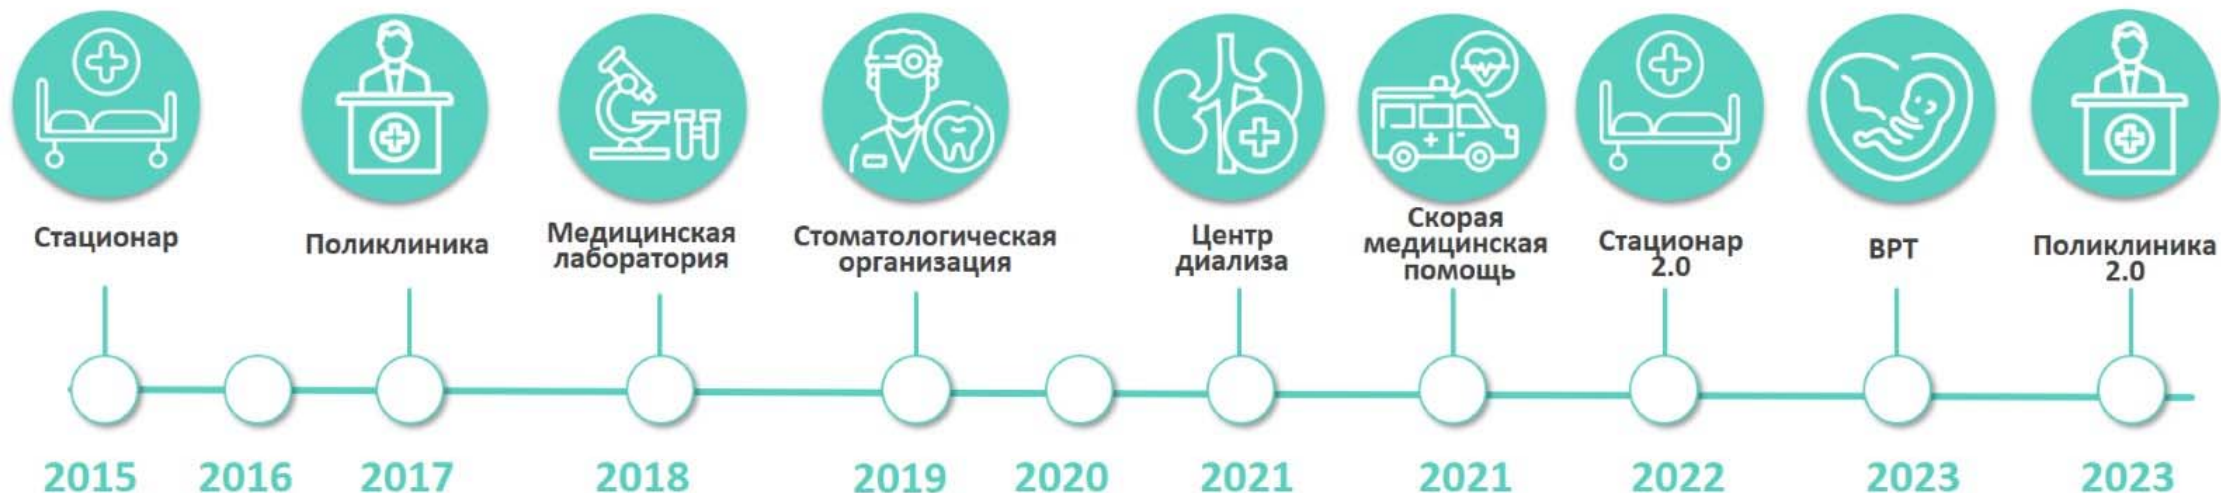 Стационар
Поликлиника
Медицинская
лаборатория
Стоматологическая
организация
Центр
диализа
Скорая
медицинская
помощь
Стационар
2.0
ВРТ
Поликлиника
2.0
2015
2016
2017
2018
2019
2020
2021
2021
2022
2023
2023